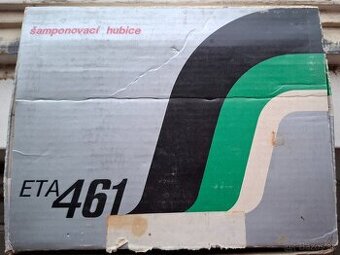 šamponovací hubice
ETA 461